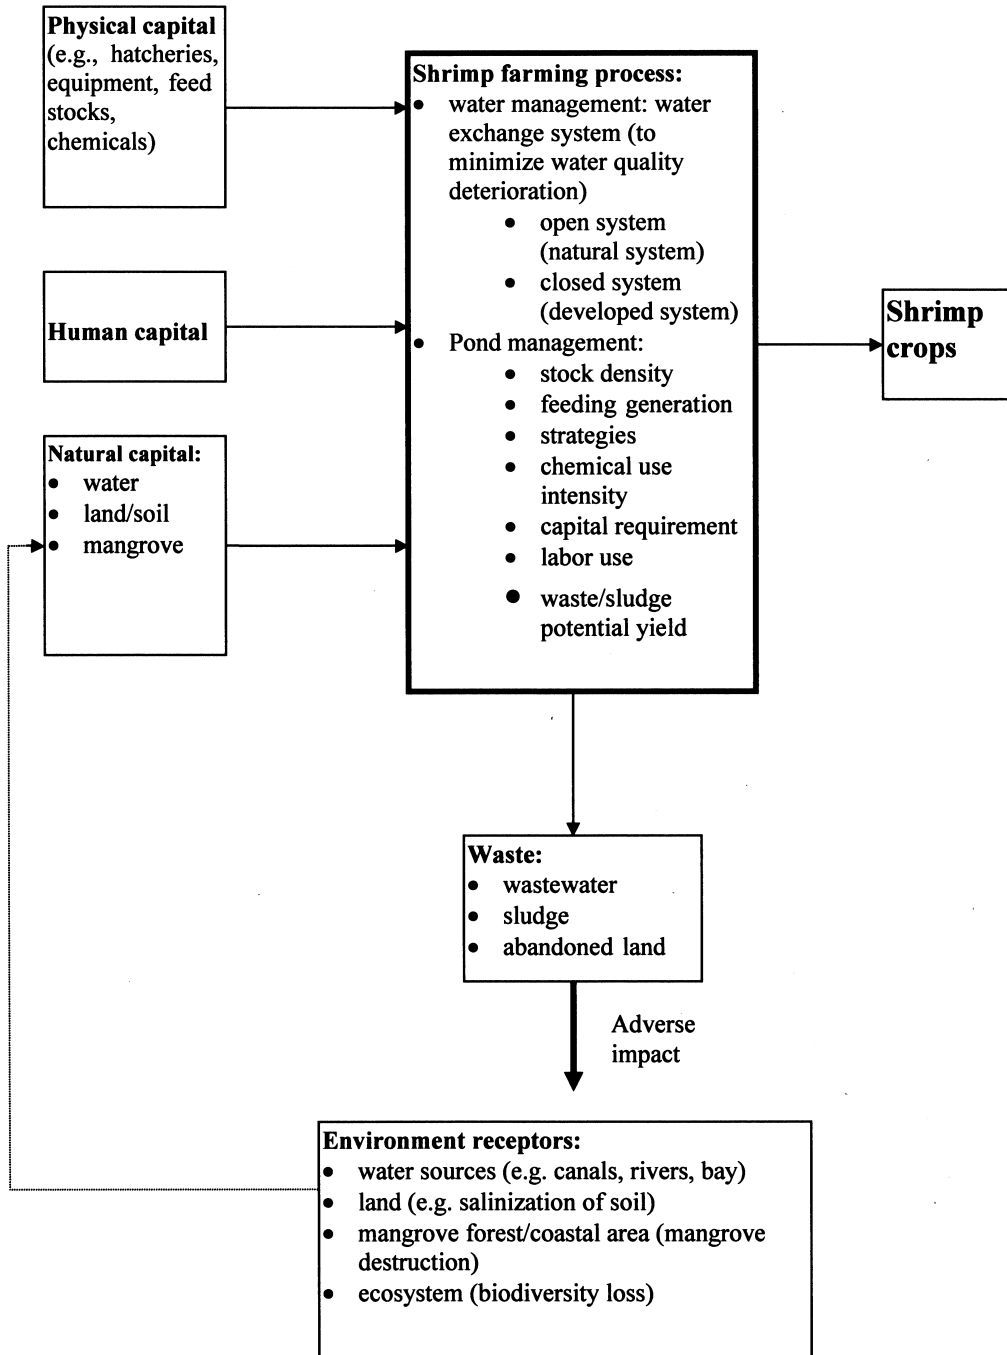 Physical capital
(e.g., hatcheries,
equipment, feed
stocks,
chemicals)
Human capital
Natural capital:
• water
• land/soil
• mangrove
Shrimp farming process:
• water management: water
exchange system (to
minimize water quality
deterioration)
• open system
(natural system)
• closed system
(developed system)
• Pond management:
• stock density
• feeding generation
• strategies
• chemical use
intensity
• capital requirement
• labor use
• waste/sludge
potential yield
Shrimp
crops
Waste:
• wastewater
• sludge
• abandoned land
Adverse
impact
Environment receptors:
• water sources (e.g. canals, rivers, bay)
• land (e.g. salinization of soil)
• mangrove forest/coastal area (mangrove
destruction)
• ecosystem (biodiversity loss)